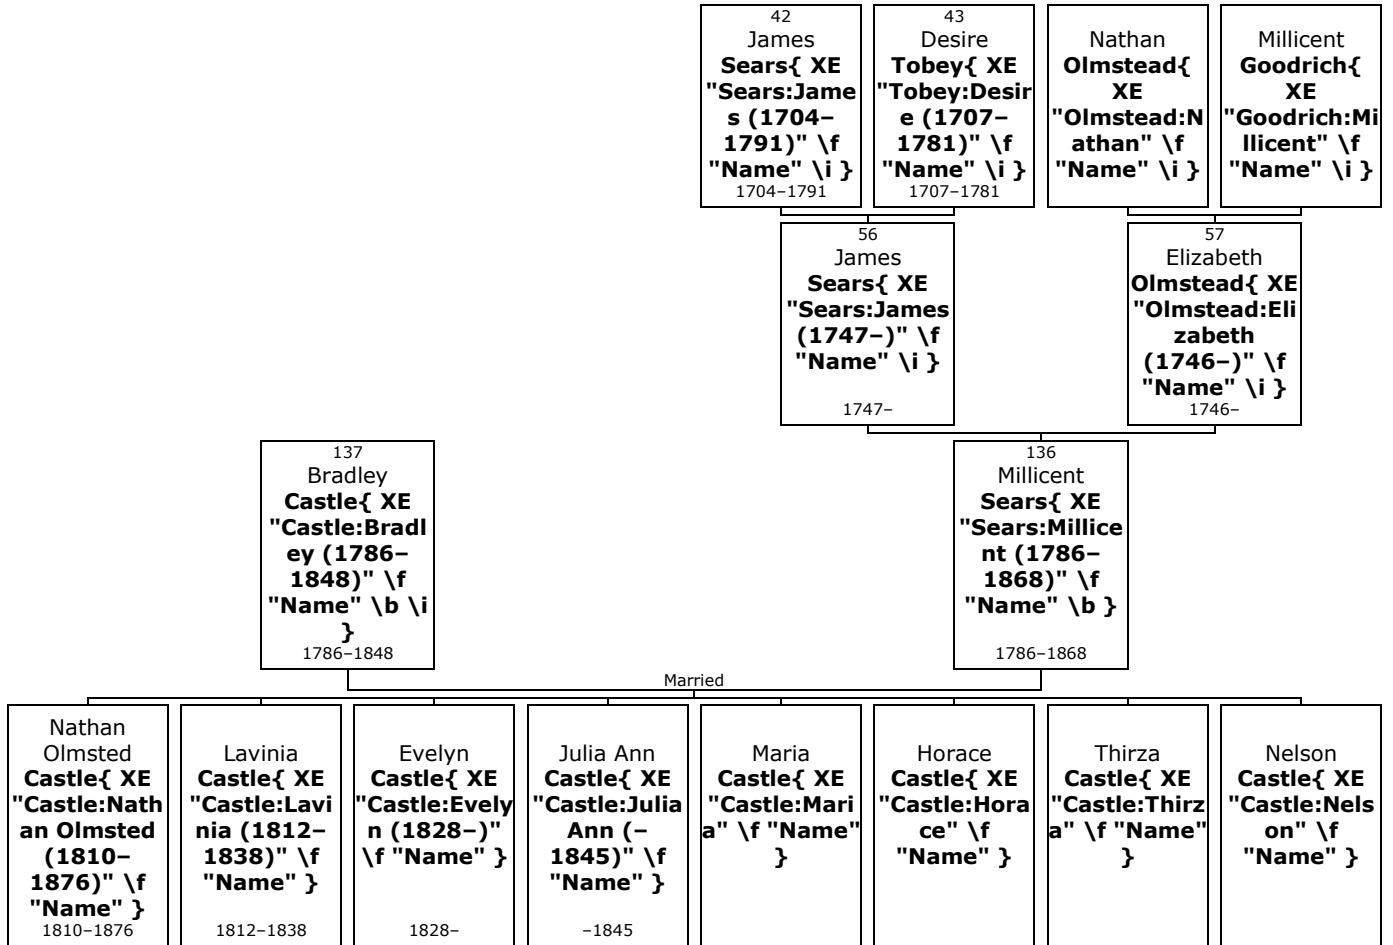 42
James
Sears{ XE
"Sears:Jame
s (1704–
1791)" \f
"Name" \i }
1704–1791
43
Desire
Tobey{ XE
"Tobey:Desir
e (1707–
1781)" \f
"Name" \i }
1707–1781
Nathan
Olmstead{
XE
"Olmstead:N
athan" \f
"Name" \i }
Millicent
Goodrich{
XE
"Goodrich:Mi
llicent" \f
"Name" \i }
56
James
Sears{ XE
"Sears:James
(1747–)" \f
"Name" \i }
1747–
57
Elizabeth
Olmstead{ XE
"Olmstead:Eli
zabeth
(1746–)" \f
"Name" \i }
1746–
137
Bradley
Castle{ XE
"Castle:Bradl
ey (1786–
1848)" \f
"Name" \b \i
}
1786–1848
136
Millicent
Sears{ XE
"Sears:Millice
nt (1786–
1868)" \f
"Name" \b }
1786–1868
Married
Nathan
Olmsted
Castle{ XE
"Castle:Nath
an Olmsted
(1810–
1876)" \f
"Name" }
1810–1876
Lavinia
Castle{ XE
"Castle:Lavi
nia (1812–
1838)" \f
"Name" }
1812–1838
Evelyn
Castle{ XE
"Castle:Evely
n (1828–)"
\f "Name" }
1828–
Julia Ann
Castle{ XE
"Castle:Julia
Ann (–
1845)" \f
"Name" }
–1845
Maria
Castle{ XE
"Castle:Mari
a" \f "Name"
}
Horace
Castle{ XE
"Castle:Hora
ce" \f
"Name" }
Thirza
Castle{ XE
"Castle:Thirz
a" \f "Name"
}
Nelson
Castle{ XE
"Castle:Nels
on" \f
"Name" }